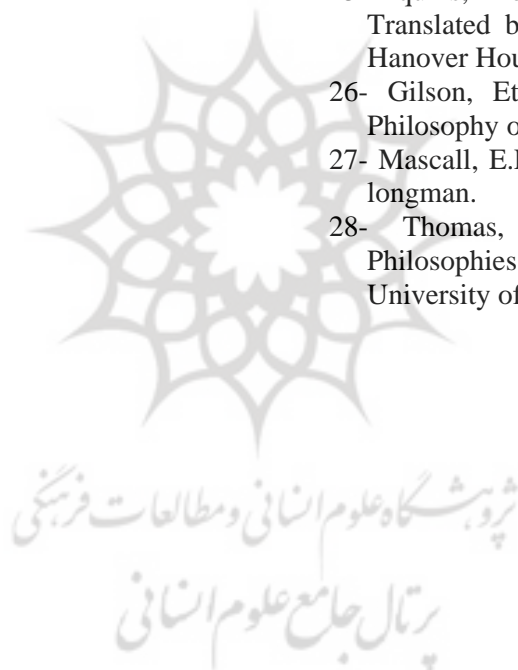 Translated b
Hanover Hou
26- Gilson, Et
Philosophy o
27- Mascall, E.
longman.
28- Thomas,
Philosophies
University of
پژوهشگاه علوم انسانی و مطالعات فرهنگی
پرتال جامع علوم انسانی